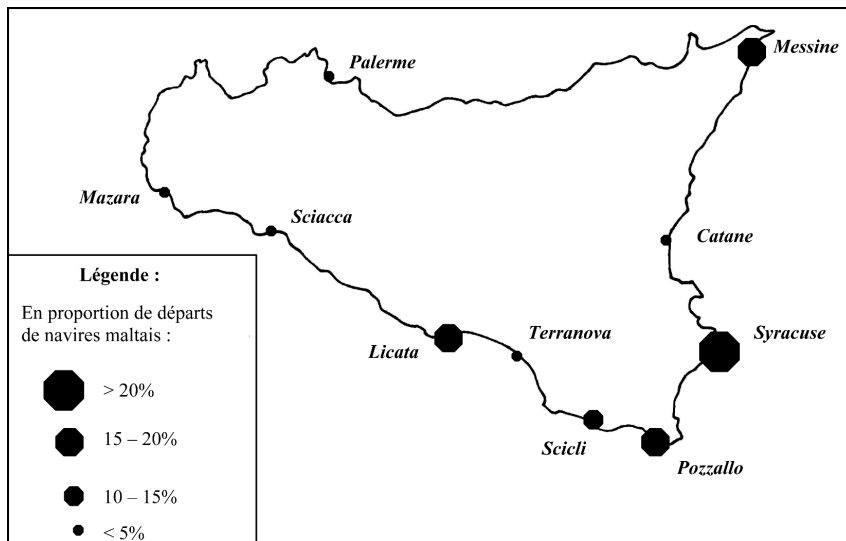 Messine
Palerme
Mazara
Sciacca
Catane
Licata
Terranova
Syracuse
Scicli
Pozzallo
Légende :
En proportion de départs
de navires maltais :
> 20%
15 – 20%
10 – 15%
< 5%